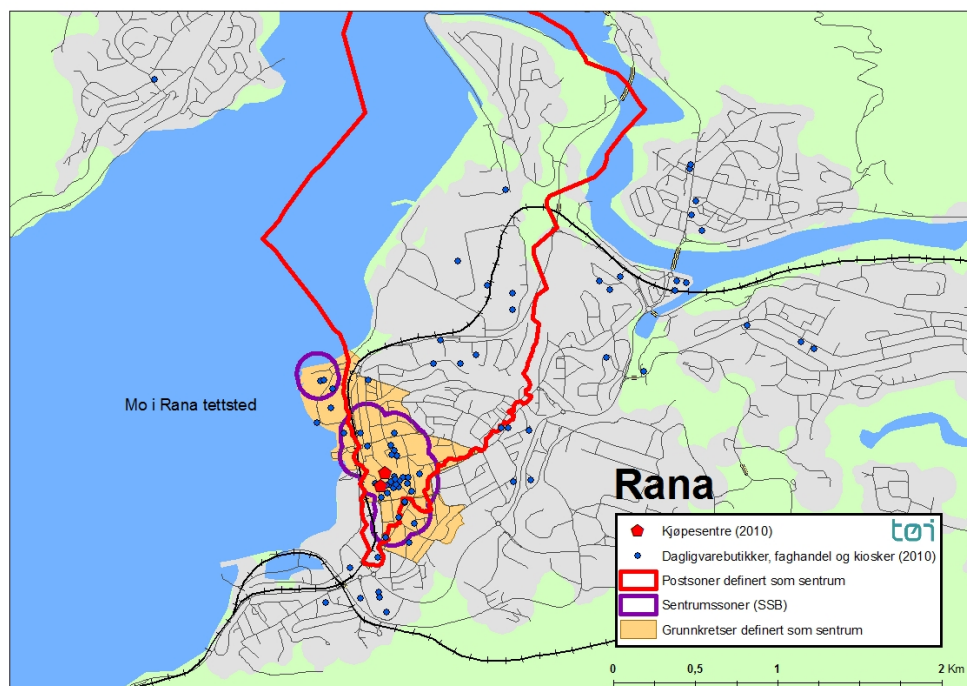 Mo i Rana tettsted
Rana
tøi
Kjøpesentre (2010)
Dagligvarebutikker, faghandel og kiosker (2010)
Postsoner definert som sentrum
Sentrumssoner (SSB)
Grunnkretser definert som sentrum
0 0,5 1 2 Km